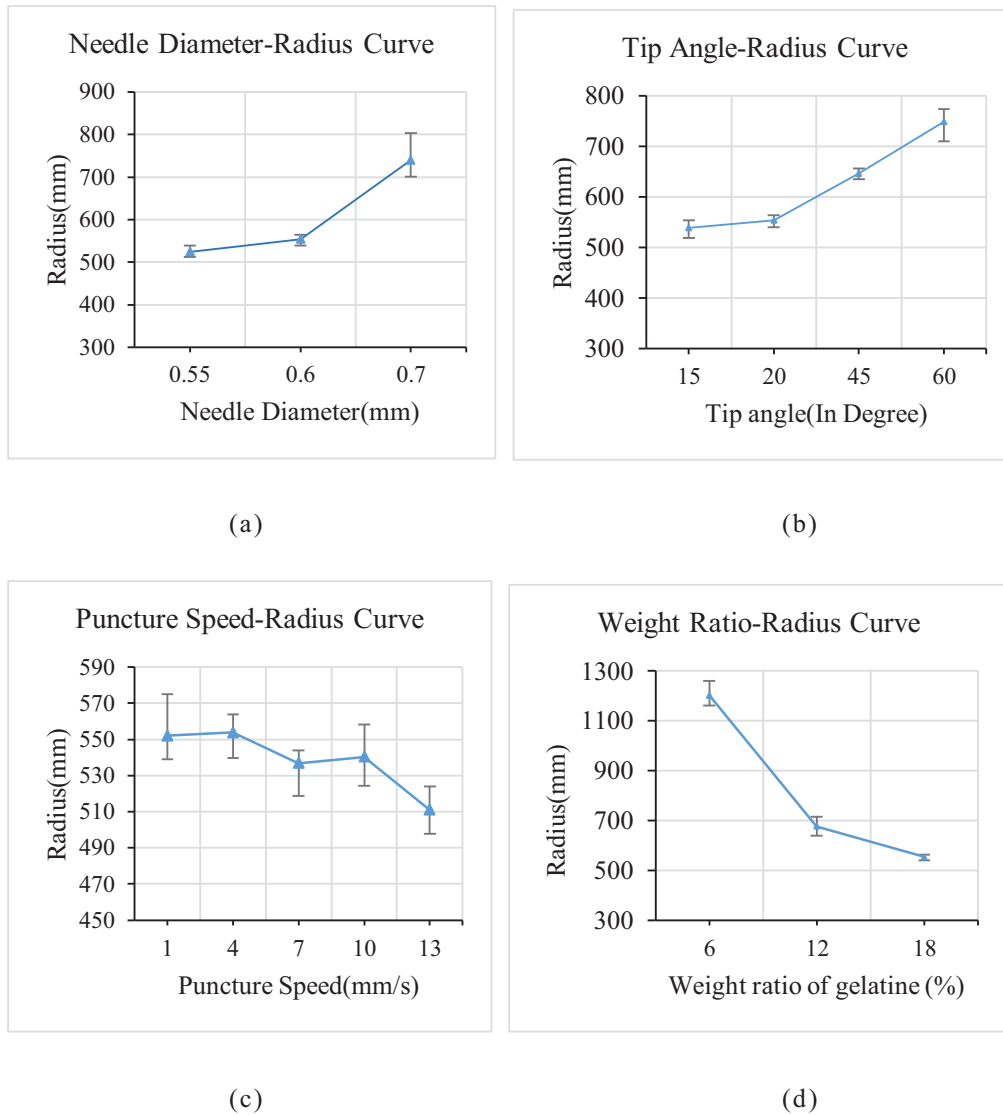 Needle Diameter-Radius Curve
900
800
700
600
500
400
300
Radius(mm)
0.55 0.6 0.7
Needle Diameter(mm)
(a)
Tip Angle-Radius Curve
800
700
600
500
400
300
Radius(mm)
15 20 45 60
Tip angle(In Degree)
(b)
Puncture Speed-Radius Curve
590
570
550
530
510
490
470
450
Radius(mm)
1 4 7 10 13
Puncture Speed(mm/s)
(c)
Weight Ratio-Radius Curve
1300
1100
900
700
500
300
Radius(mm)
6 12 18
Weight ratio of gelatine (%)
(d)